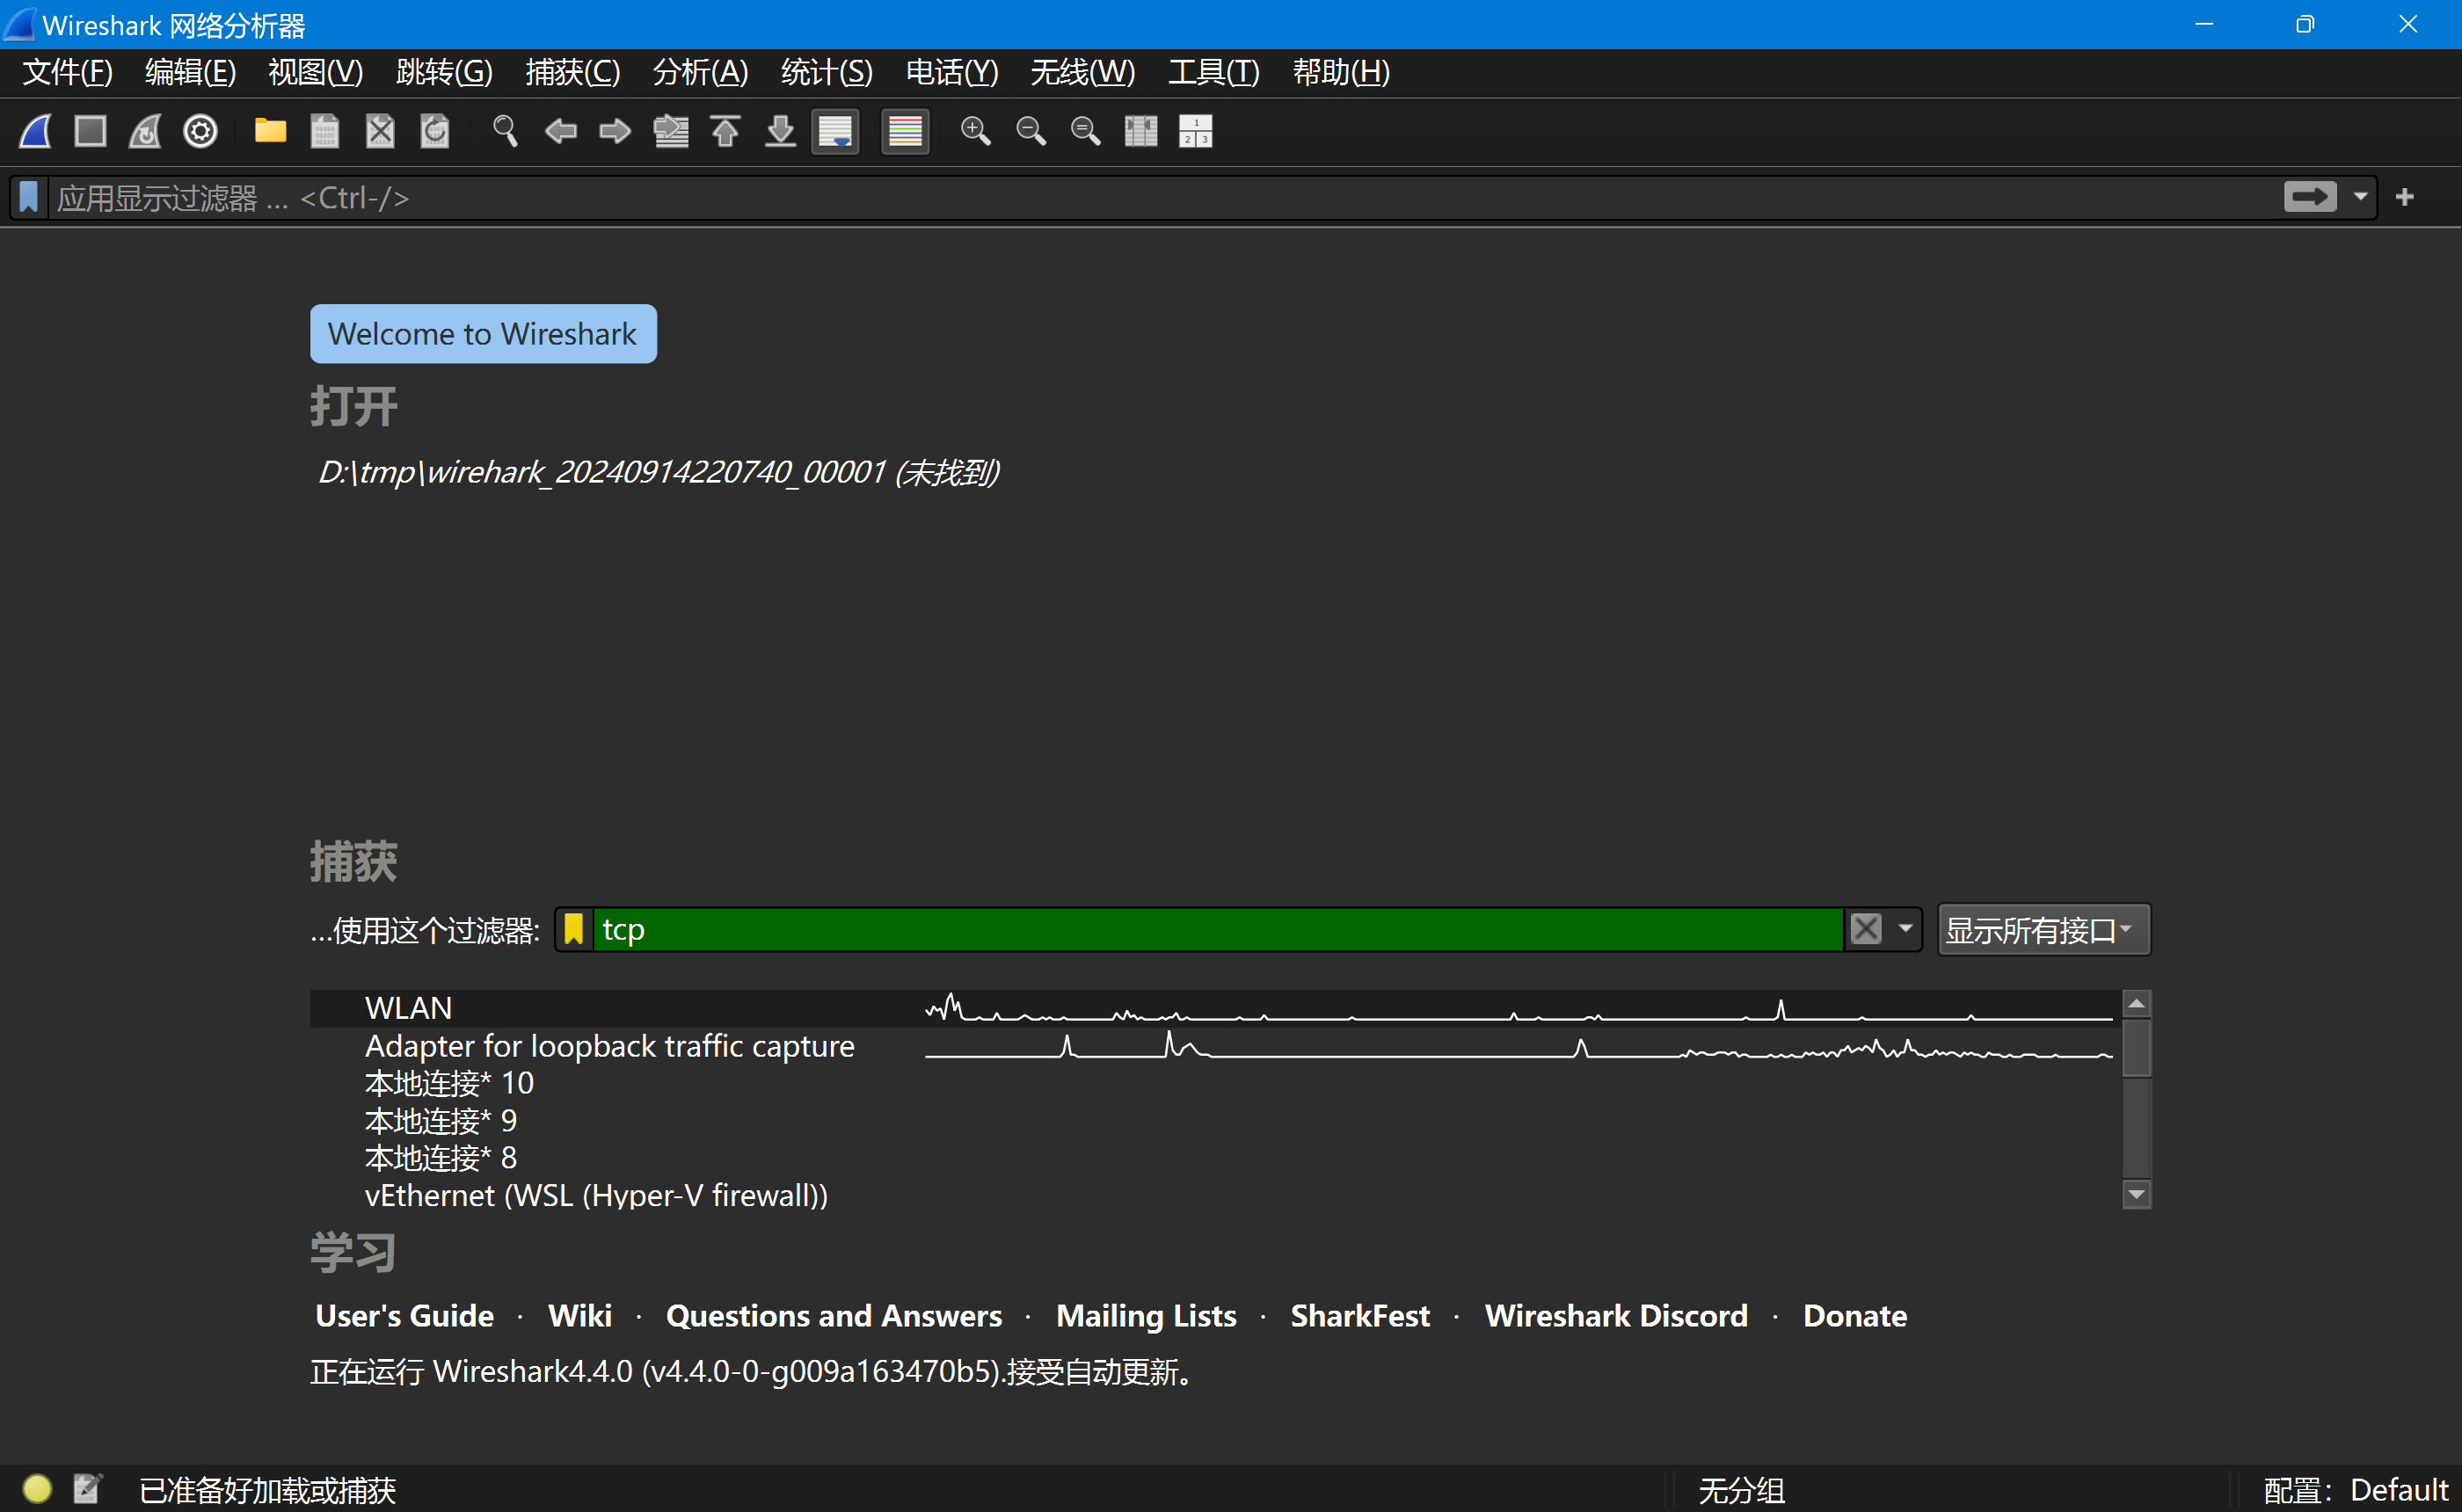 Wireshark 网络分析器
文件(F) 编辑(E) 视图(V) 跳转(G) 捕获(C) 分析(A) 统计(S) 电话(Y) 无线(W) 工具(T) 帮助(H)
应用显示过滤器 … <Ctrl-/>
Welcome to Wireshark
打开
D:\tmp\wirehark_20240914220740_00001 (未找到)
捕获
…使用这个过滤器: tcp 显示所有接口
WLAN
Adapter for loopback traffic capture
本地连接* 10
本地连接* 9
本地连接* 8
vEthernet (WSL (Hyper-V firewall))
学习
User's Guide · Wiki · Questions and Answers · Mailing Lists · SharkFest · Wireshark Discord · Donate
正在运行 Wireshark4.4.0 (v4.4.0-0-g009a163470b5).接受自动更新。
已准备好加载或捕获 无分组 配置： Default